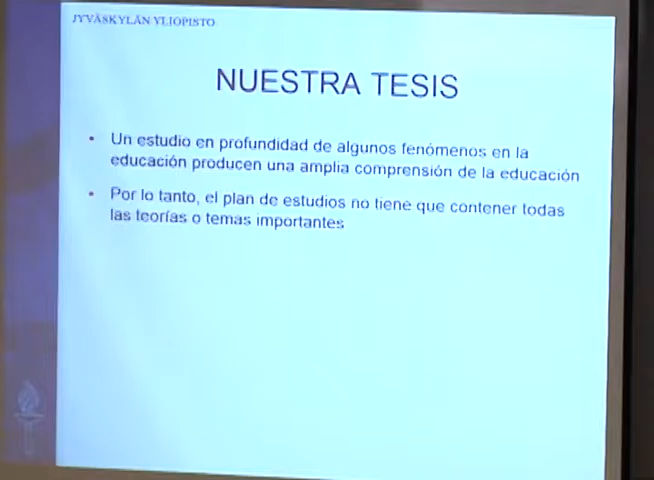 JYVÄSKYLÄN YLIOPISTO
NUESTRA TESIS
• Un estudio en profundidad de algunos fenómenos en la
educación producen una amplia comprensión de la educación
• Por lo tanto, el plan de estudios no tiene que contener todas
las teorías o temas importantes